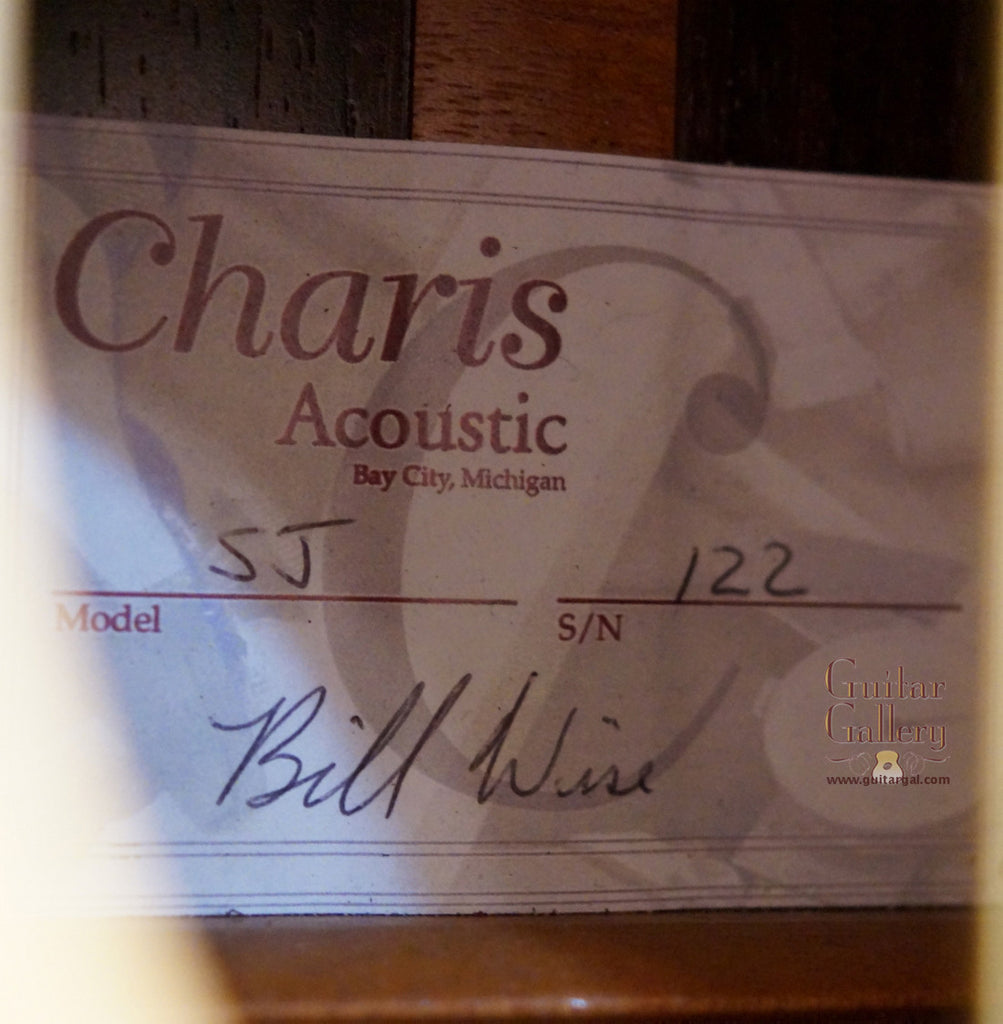 Charis
Acoustic
Bay City, Michigan
SJ
122
Model
S/N
Bill Wise
Guitar
Gallery
www.guitargal.com